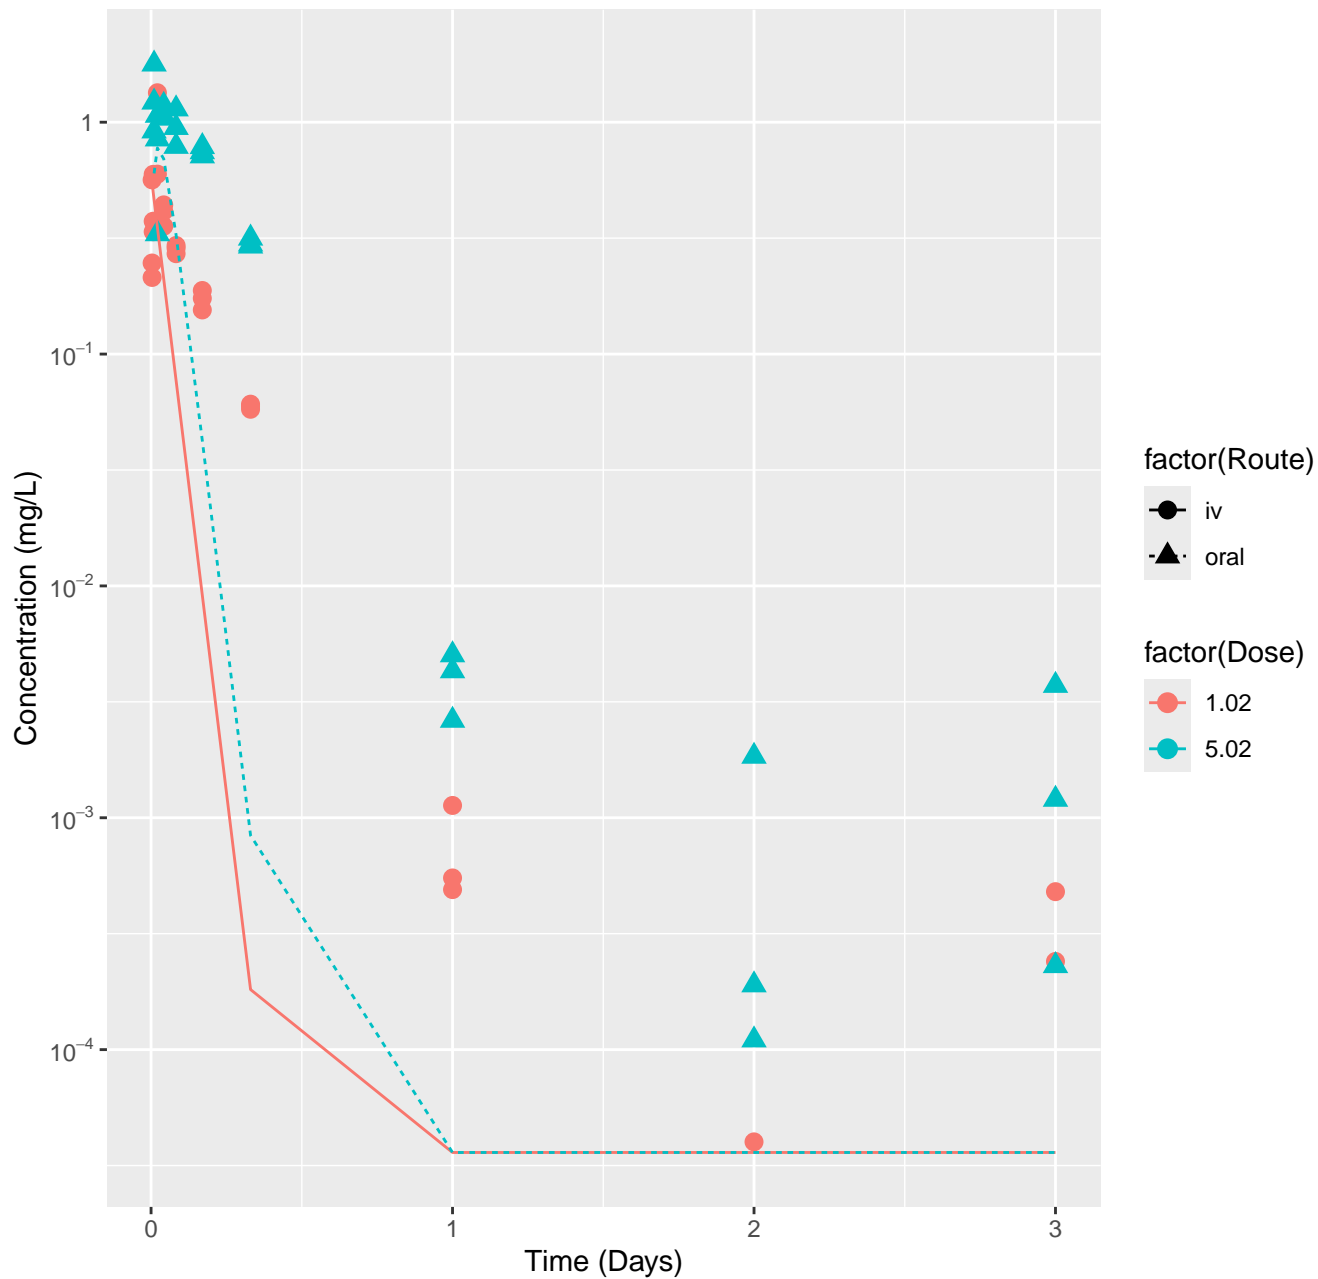 1
10⁻¹
10⁻²
10⁻³
10⁻⁴
Concentration (mg/L)
0
1
2
3
Time (Days)
factor(Route)
iv
oral
factor(Dose)
1.02
5.02